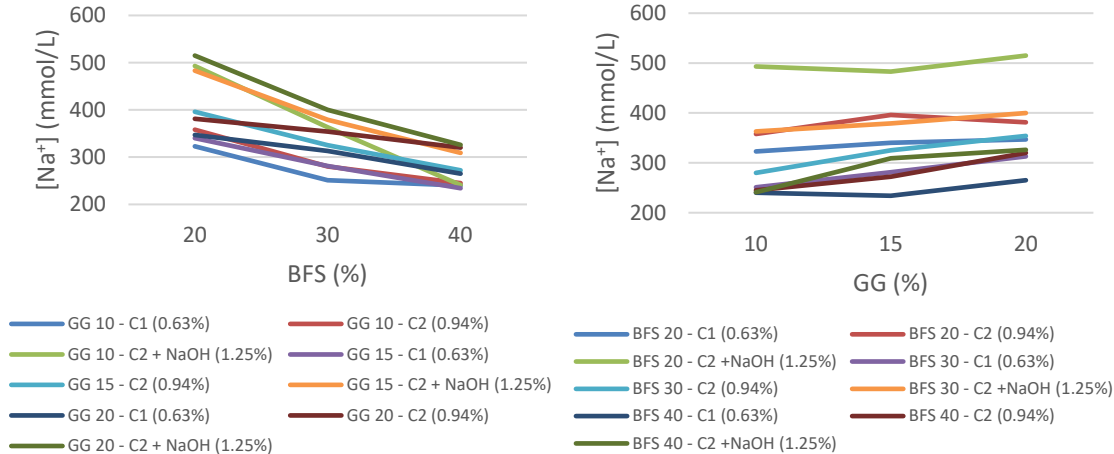 [Na⁺] (mmol/L)
600
500
400
300
200
20
30
40
BFS (%)
GG 10 - C1 (0.63%)
GG 10 - C2 (0.94%)
GG 10 - C2 + NaOH (1.25%)
GG 15 - C1 (0.63%)
GG 15 - C2 (0.94%)
GG 15 - C2 + NaOH (1.25%)
GG 20 - C1 (0.63%)
GG 20 - C2 (0.94%)
GG 20 - C2 + NaOH (1.25%)
[Na⁺] (mmol/L)
600
500
400
300
200
10
15
20
GG (%)
BFS 20 - C1 (0.63%)
BFS 20 - C2 (0.94%)
BFS 20 - C2 +NaOH (1.25%)
BFS 30 - C1 (0.63%)
BFS 30 - C2 (0.94%)
BFS 30 - C2 +NaOH (1.25%)
BFS 40 - C1 (0.63%)
BFS 40 - C2 (0.94%)
BFS 40 - C2 +NaOH (1.25%)